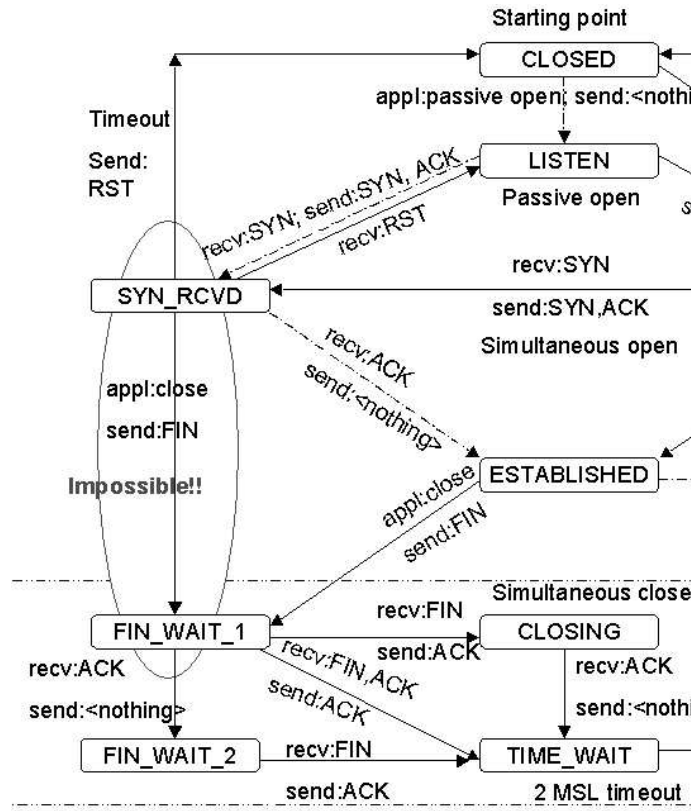 Starting point
CLOSED
appl:passive open; send:<nothi
Timeout
Send:
RST
LISTEN
Passive open
recv:SYN; send:SYN, ACK
recv:RST
s
recv:SYN
SYN_RCVD
send:SYN,ACK
Simultaneous open
recv;ACK
send;<nothing>
appl:close
send:FIN
Impossible!!
ESTABLISHED
appl:close
send:FIN
Simultaneous close
recv:FIN
FIN_WAIT_1
CLOSING
send:ACK
recv:ACK
recv:FIN,ACK
send:ACK
recv:ACK
send:<nothing>
send:<nothi
FIN_WAIT_2
recv:FIN
TIME_WAIT
send:ACK
2 MSL timeout